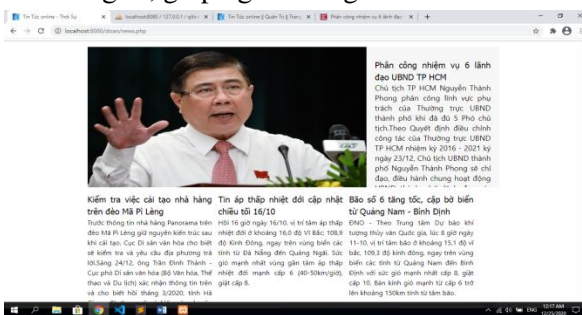 Tin Tức online - Thời Sự
localhost:8080 / 127.0.0.1 / qltin
Tin Tức online || Quản Trị || Trang
Phân công nhiệm vụ 6 lãnh đạo
localhost:8080/doan/news.php
Phân công nhiệm vụ 6 lãnh
đạo UBND TP HCM
Chủ tịch TP HCM Nguyễn Thành
Phong phân công lĩnh vực phụ
trách của Thường trực UBND
thành phố khi đã đủ 5 Phó chủ
tịch.Theo Quyết định điều chỉnh
công tác của Thường trực UBND
TP HCM nhiệm kỳ 2016 - 2021 ký
ngày 23/12, Chủ tịch UBND thành
phố Nguyễn Thành Phong sẽ chỉ
đạo, điều hành chung hoạt động
Kiểm tra việc cải tạo nhà hàng
trên đèo Mã Pì Lèng
Trước thông tin nhà hàng Panorama trên
đèo Mã Pì Lèng giữ nguyên kiến trúc sau
khi cải tạo, Cục Di sản văn hóa cho biết
sẽ kiểm tra và yêu cầu địa phương trả
lời.Sáng 24/12, ông Trần Đình Thành -
Cục phó Di sản văn hóa (Bộ Văn hóa, Thể
thao và Du lịch) xác nhận thông tin trên
và cho biết hồi tháng 3/2020, tỉnh Hà
Tin áp thấp nhiệt đới cập nhật
chiều tối 16/10
Hồi 16 giờ ngày 16/10, vị trí tâm áp thấp
nhiệt đới ở khoảng 16,0 độ Vĩ Bắc; 108,9
độ Kinh Đông, ngay trên vùng biển các
tỉnh từ Đà Nẵng đến Quảng Ngãi. Sức
gió mạnh nhất vùng gần tâm áp thấp
nhiệt đới mạnh cấp 6 (40-50km/giờ),
giật cấp 8.
Bão số 6 tăng tốc, cập bờ biển
từ Quảng Nam - Bình Định
ĐNO - Theo Trung tâm Dự báo khí
tượng thủy văn Quốc gia, lúc 8 giờ ngày
11-10, vị trí tâm bão ở khoảng 15,1 độ vĩ
bắc, 109,3 độ kinh đông, ngay trên vùng
biển các tỉnh từ Quảng Nam đến Bình
Định với sức gió mạnh nhất cấp 8, giật
cấp 10. Bán kính gió mạnh từ cấp 6 trở
lên khoảng 150km tính từ tâm bão.
ENG
12:17 AM
12/25/2020